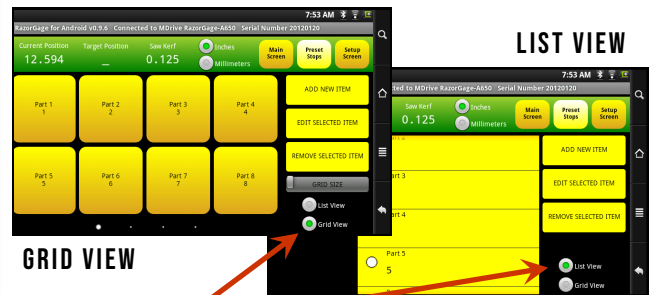 7:53 AM
RazorGage for Android v0.9.6 Connected to MDrive RazorGage-A650 Serial Number 20120120
Current Position Target Position Saw Kerf Inches Main Screen Preset Stops Setup Screen
12.594 _ 0.125 Millimeters
Part 1
1
Part 2
2
Part 3
3
Part 4
4
Part 5
5
Part 6
6
Part 7
7
Part 8
8
ADD NEW ITEM
EDIT SELECTED ITEM
REMOVE SELECTED ITEM
GRID SIZE
List View
Grid View
GRID VIEW
LIST VIEW
7:53 AM
ted to MDrive RazorGage-A650 Serial Number 20120120
Saw Kerf Inches Main Screen Preset Stops Setup Screen
0.125 Millimeters
art 3
art 4
Part 5
5
ADD NEW ITEM
EDIT SELECTED ITEM
REMOVE SELECTED ITEM
List View
Grid View